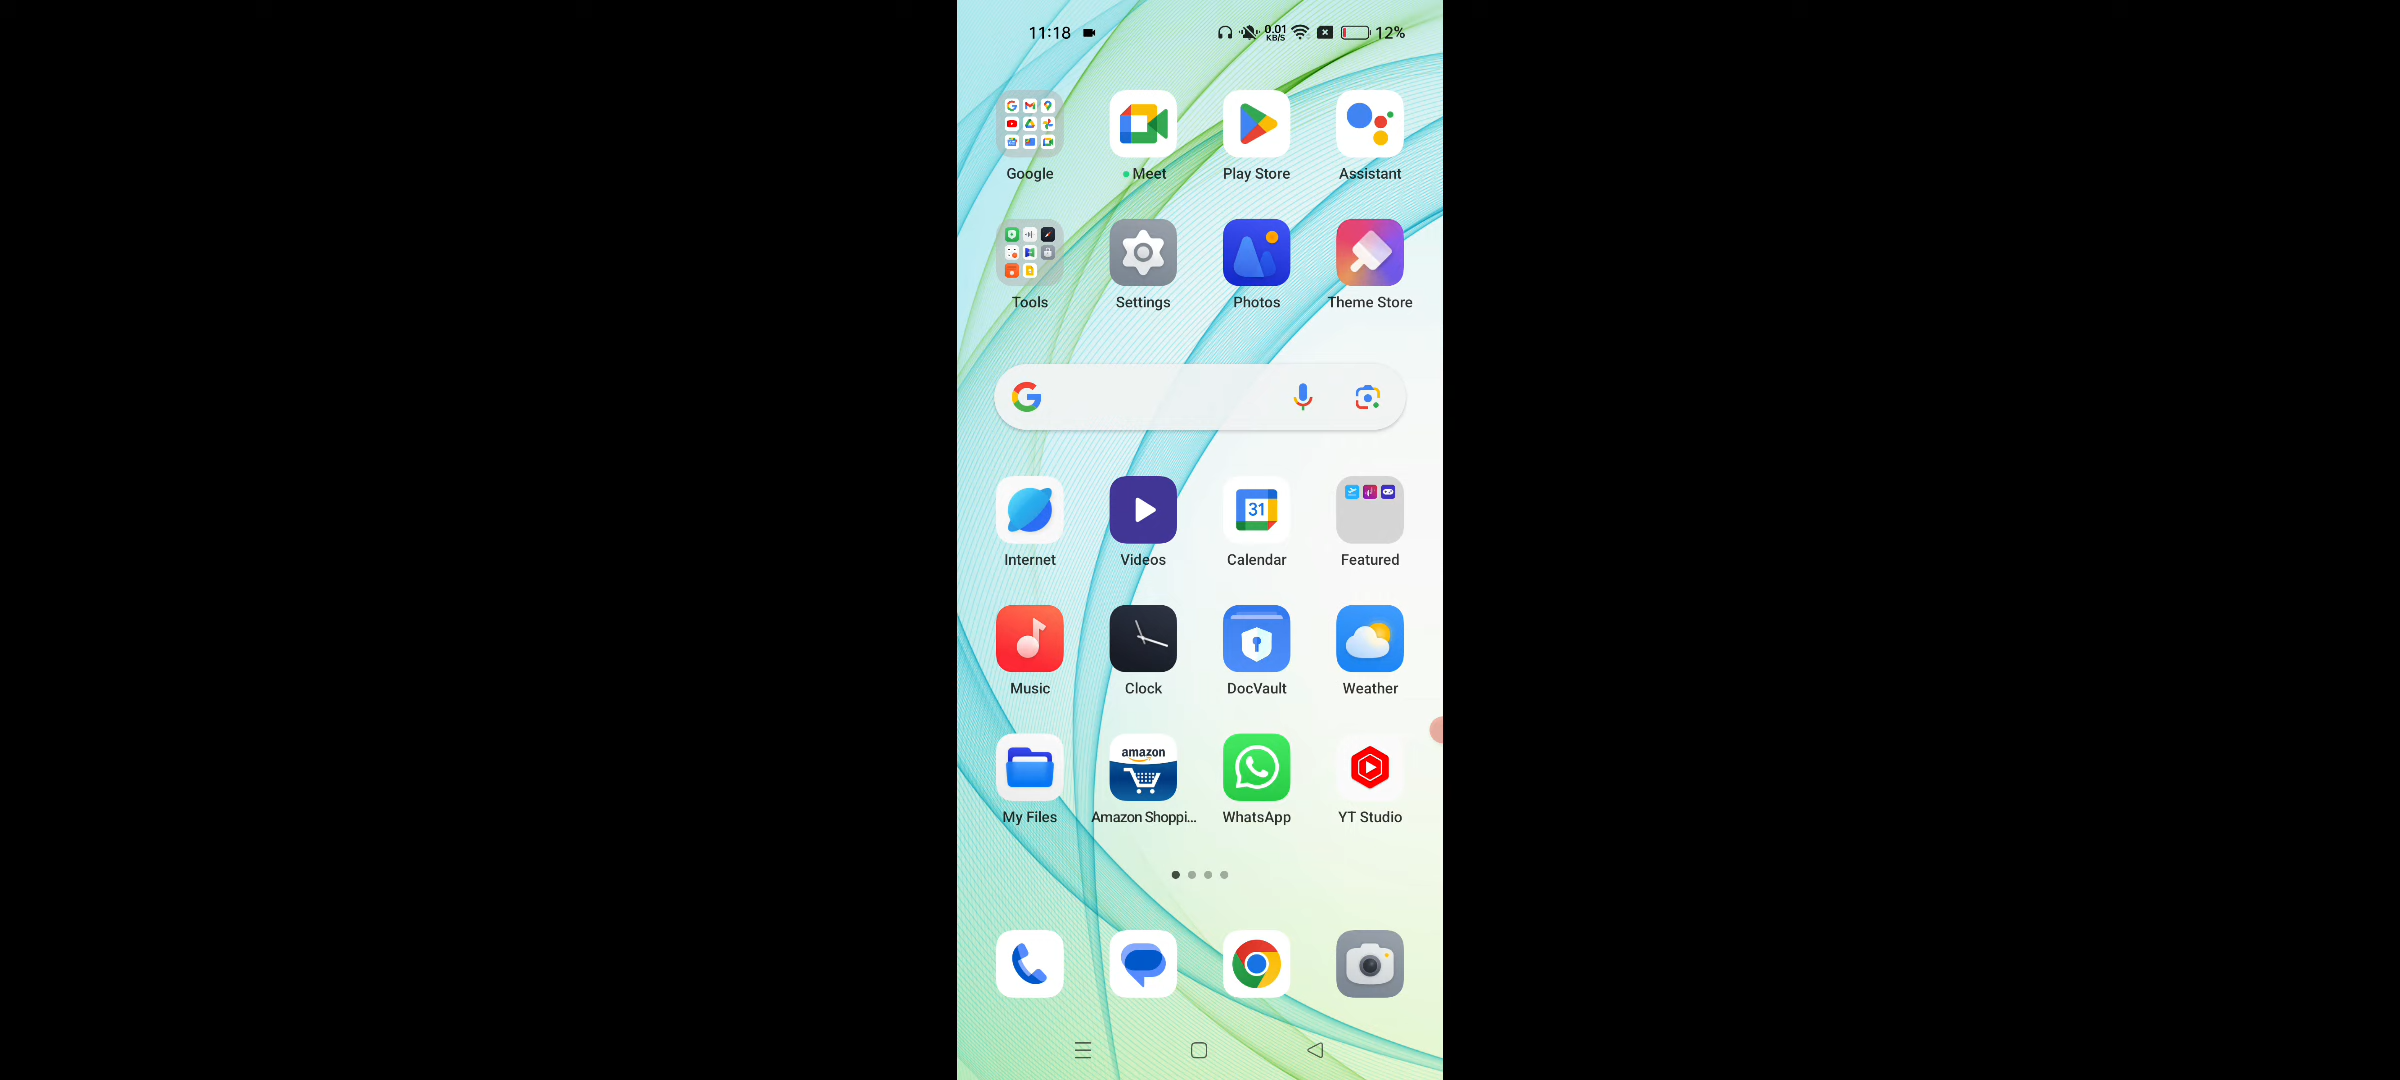 11:18 0.01 KB/S 12%
Google Meet Play Store Assistant
Tools Settings Photos Theme Store
31
Internet Videos Calendar Featured
Music Clock DocVault Weather
amazon
My Files Amazon Shoppi... WhatsApp YT Studio